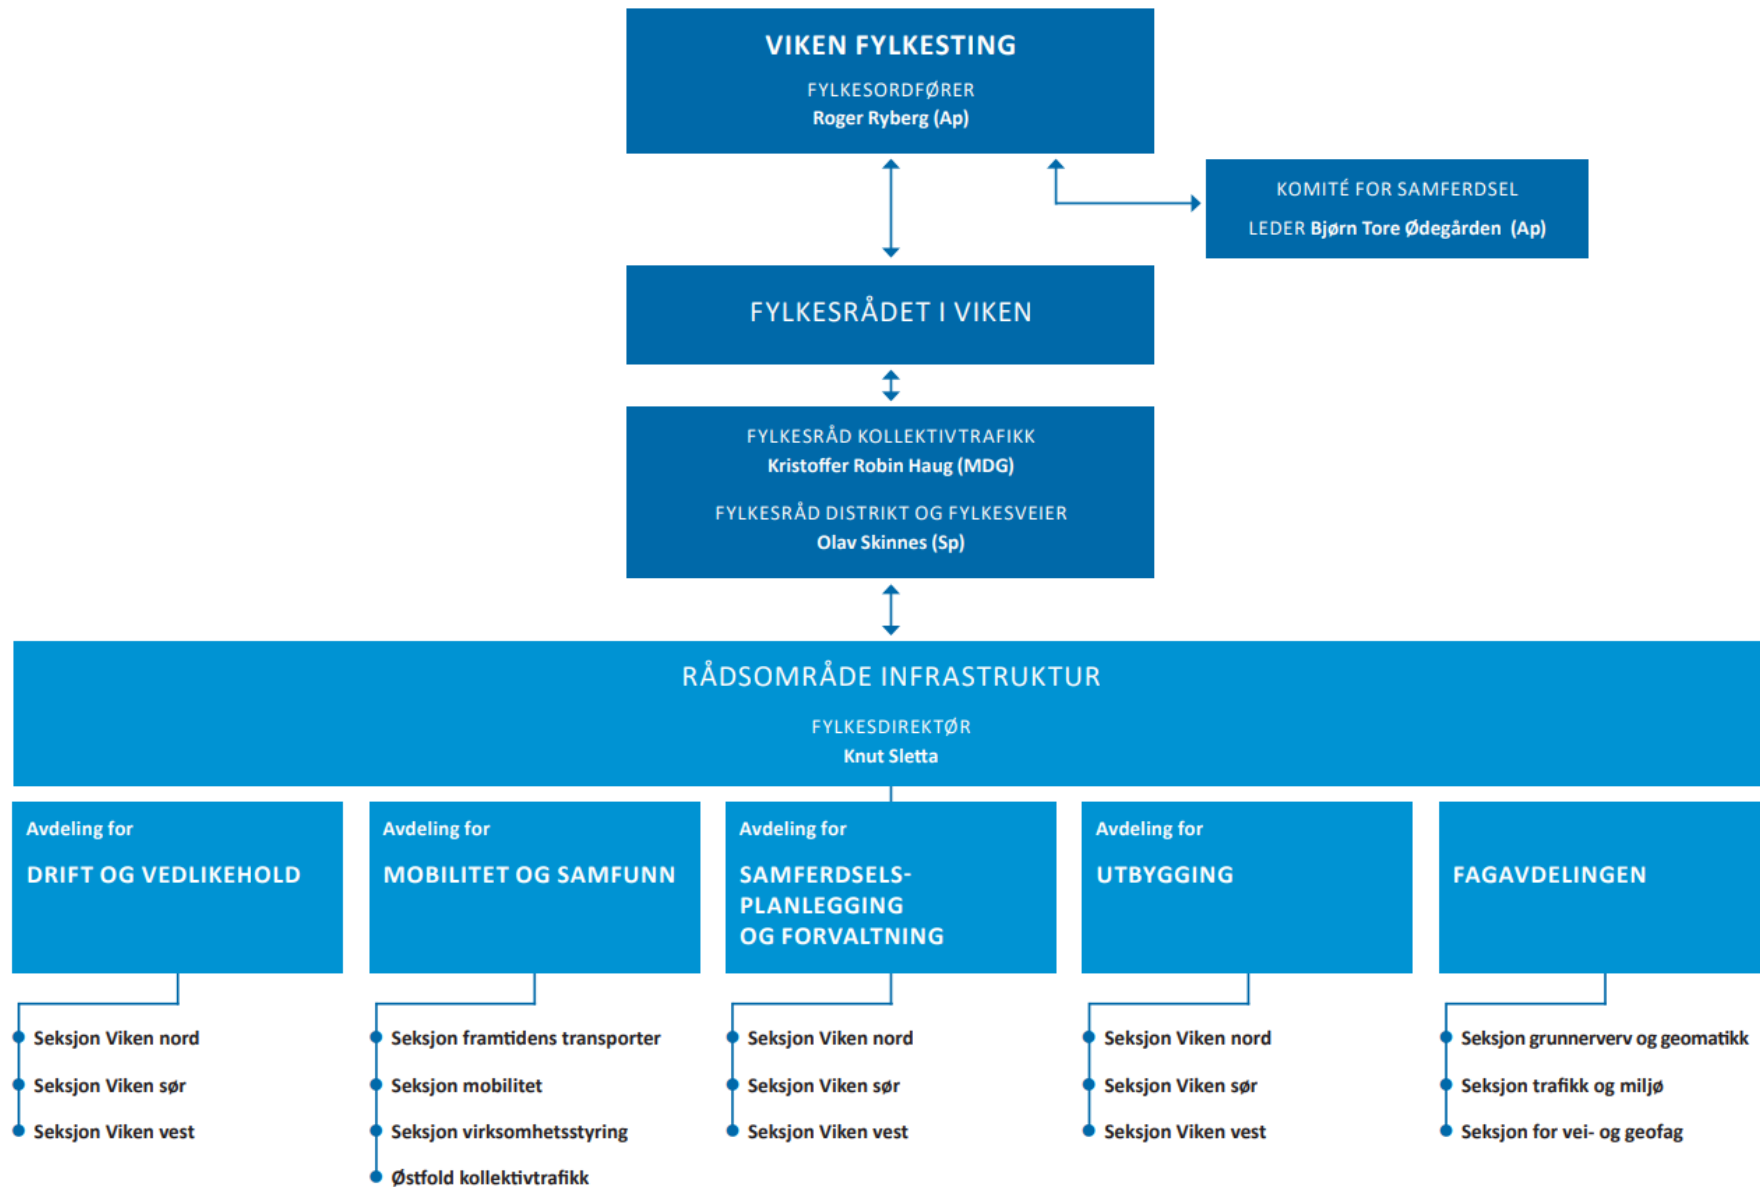 VIKEN FYLKESTING
FYLKESORDFØRER
Roger Ryberg (Ap)
KOMITÉ FOR SAMFERDSEL
LEDER Bjørn Tore Ødegården (Ap)
FYLKESRÅDET I VIKEN
FYLKESRÅD KOLLEKTIVTRAFIKK
Kristoffer Robin Haug (MDG)
FYLKESRÅD DISTRIKT OG FYLKESVEIER
Olav Skinnes (Sp)
RÅDSOMRÅDE INFRASTRUKTUR
FYLKESDIREKTØR
Knut Sletta
Avdeling for
DRIFT OG VEDLIKEHOLD
Seksjon Viken nord
Seksjon Viken sør
Seksjon Viken vest
Avdeling for
MOBILITET OG SAMFUNN
Seksjon framtidens transporter
Seksjon mobilitet
Seksjon virksomhetsstyring
Østfold kollektivtrafikk
Avdeling for
SAMFERDSELS-
PLANLEGGING
OG FORVALTNING
Seksjon Viken nord
Seksjon Viken sør
Seksjon Viken vest
Avdeling for
UTBYGGING
Seksjon Viken nord
Seksjon Viken sør
Seksjon Viken vest
FAGAVDELINGEN
Seksjon grunnerverv og geomatikk
Seksjon trafikk og miljø
Seksjon for vei- og geofag